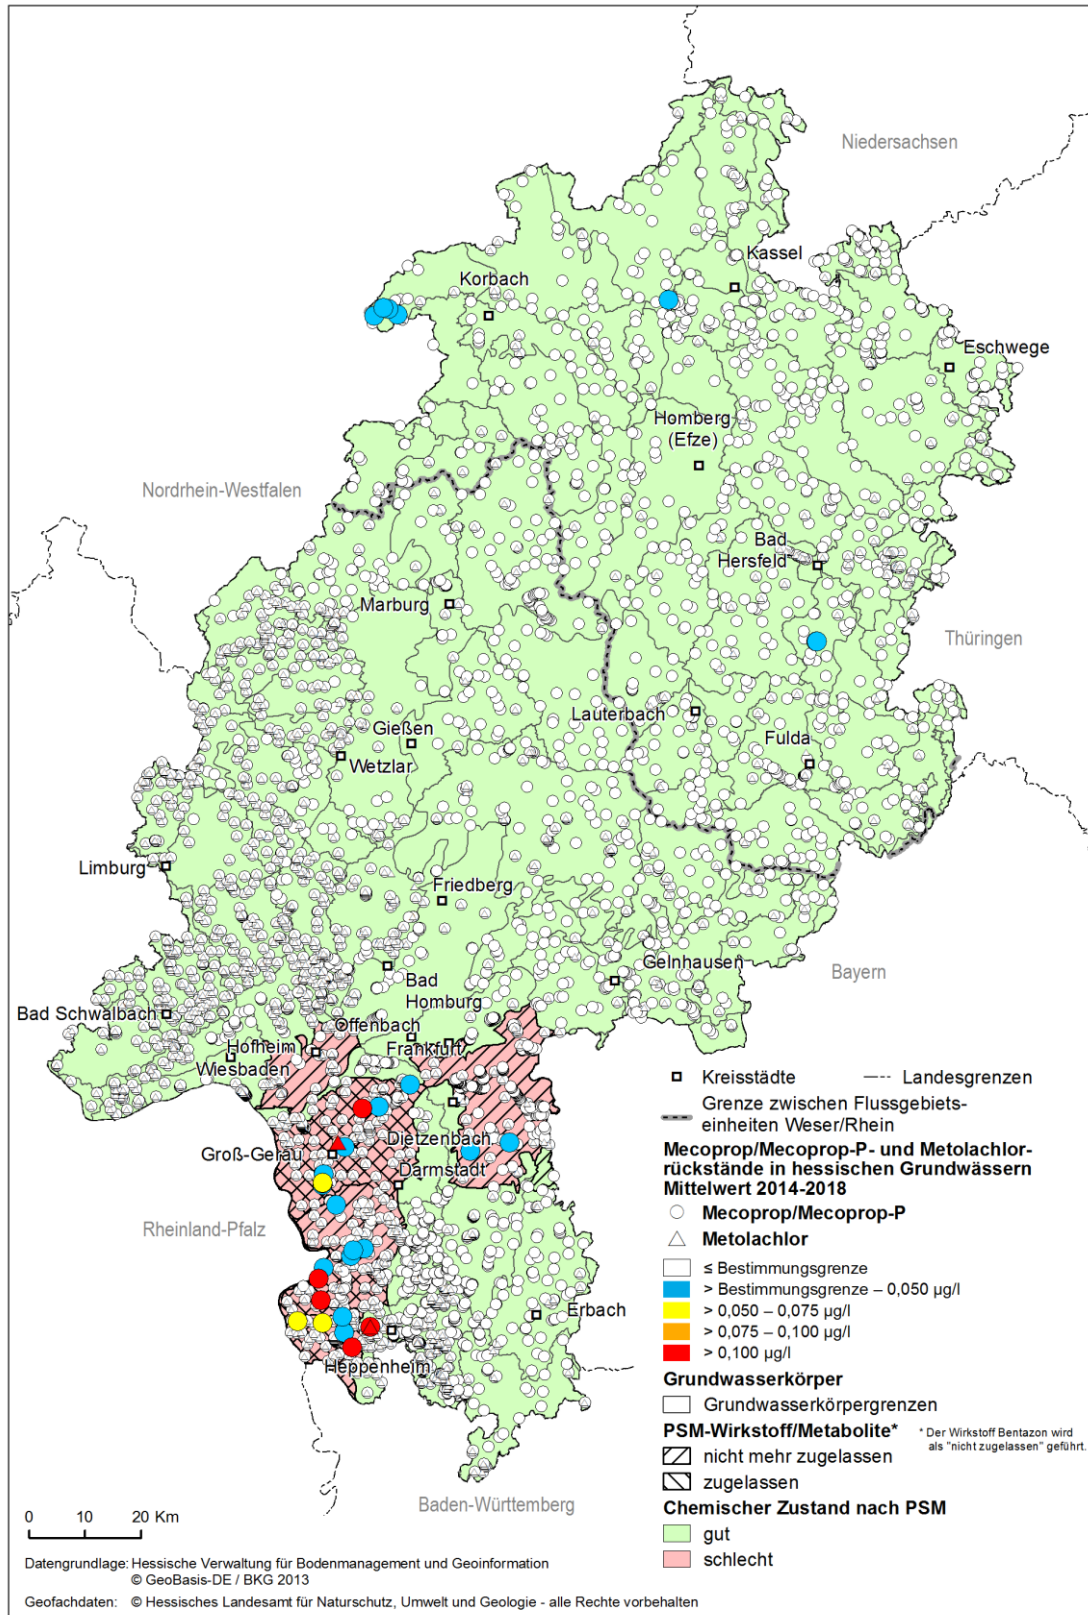 Niedersachsen
Kassel
Korbach
Eschwege
Homberg
(Efze)
Nordrhein-Westfalen
Bad
Hersfeld
Marburg
Thüringen
Lauterbach
Gießen
Fulda
Wetzlar
Limburg
Friedberg
Gelnhausen
Bayern
Bad
Homburg
Bad Schwalbach
Offenbach
Hofheim
Frankfurt
Wiesbaden
Dietzenbach
Groß-Gerau
Darmstadt
Rheinland-Pfalz
Erbach
Heppenheim
Baden-Württemberg
Kreisstädte
Landesgrenzen
Grenze zwischen Flussgebiets-
einheiten Weser/Rhein
Mecoprop/Mecoprop-P- und Metolachlor-
rückstände in hessischen Grundwässern
Mittelwert 2014-2018
Mecoprop/Mecoprop-P
Metolachlor
≤ Bestimmungsgrenze
> Bestimmungsgrenze – 0,050 µg/l
> 0,050 – 0,075 µg/l
> 0,075 – 0,100 µg/l
> 0,100 µg/l
Grundwasserkörper
Grundwasserkörpergrenzen
PSM-Wirkstoff/Metabolite*
* Der Wirkstoff Bentazon wird
als "nicht zugelassen" geführt.
nicht mehr zugelassen
zugelassen
Chemischer Zustand nach PSM
gut
schlecht
0 10 20 Km
Datengrundlage: Hessische Verwaltung für Bodenmanagement und Geoinformation
© GeoBasis-DE / BKG 2013
Geofachdaten: © Hessisches Landesamt für Naturschutz, Umwelt und Geologie - alle Rechte vorbehalten